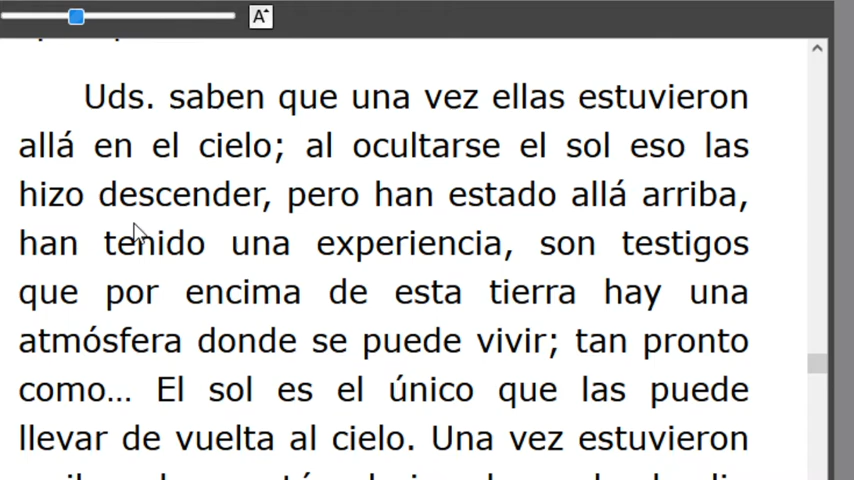 A
Uds. saben que una vez ellas estuvieron
allá en el cielo; al ocultarse el sol eso las
hizo descender, pero han estado allá arriba,
han tenido una experiencia, son testigos
que por encima de esta tierra hay una
atmósfera donde se puede vivir; tan pronto
como... El sol es el único que las puede
llevar de vuelta al cielo. Una vez estuvieron